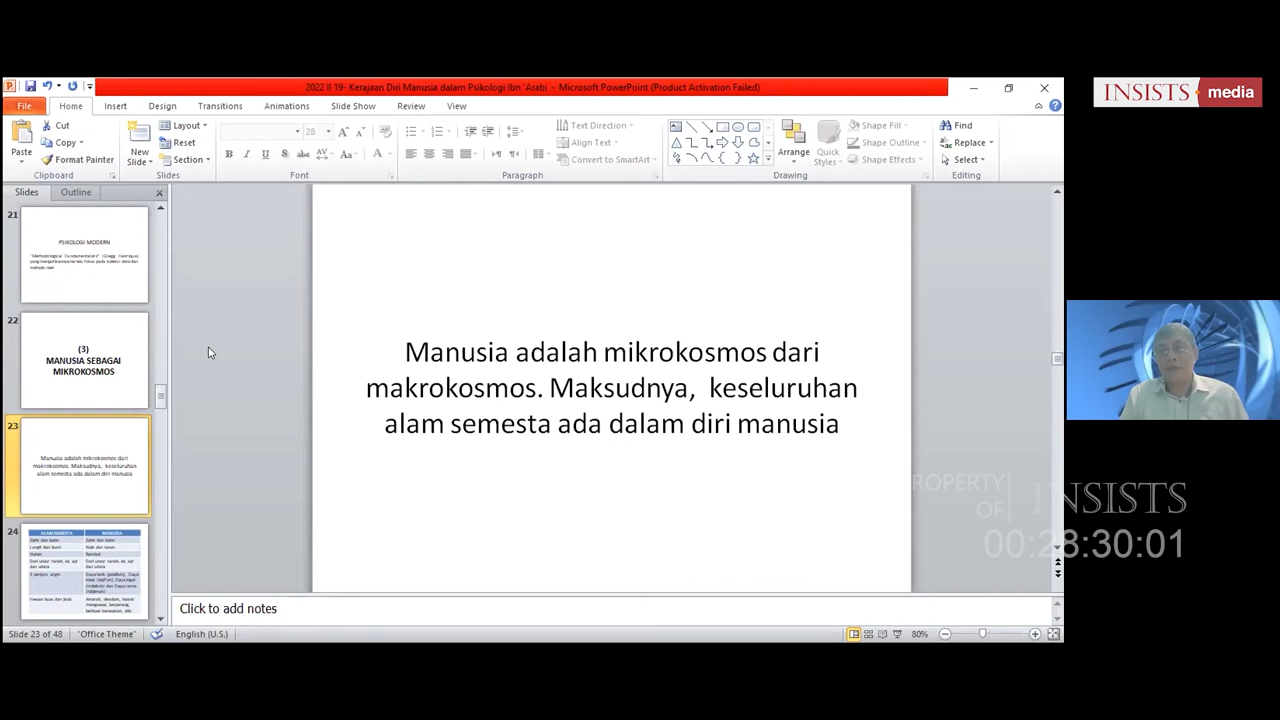 2022 II 19- Kerajaan Diri Manusia dalam Psikologi Ibn 'Arabi - Microsoft PowerPoint (Product Activation Failed)
INSISTS media
File Home Insert Design Transitions Animations Slide Show Review View
Paste
Cut
Copy
Format Painter
Clipboard
New Slide
Layout
Reset
Section
Slides
28
Font
Text Direction
Align Text
Convert to SmartArt
Paragraph
Arrange
Quick Styles
Shape Fill
Shape Outline
Shape Effects
Drawing
Find
Replace
Select
Editing
Slides Outline
21
PSIKOLOGI MODERN
22
(3)
MANUSIA SEBAGAI
MIKROKOSMOS
23
Manusia adalah mikrokosmos dari
makrokosmos. Maksudnya, keseluruhan
alam semesta ada dalam diri manusia
24
ALAM SEMESTA MANUSIA
Manusia adalah mikrokosmos dari
makrokosmos. Maksudnya, keseluruhan
alam semesta ada dalam diri manusia
ROPERTY
OF
INSISTS
00:28:30:01
Click to add notes
Slide 23 of 48 "Office Theme" English (U.S.) 80%